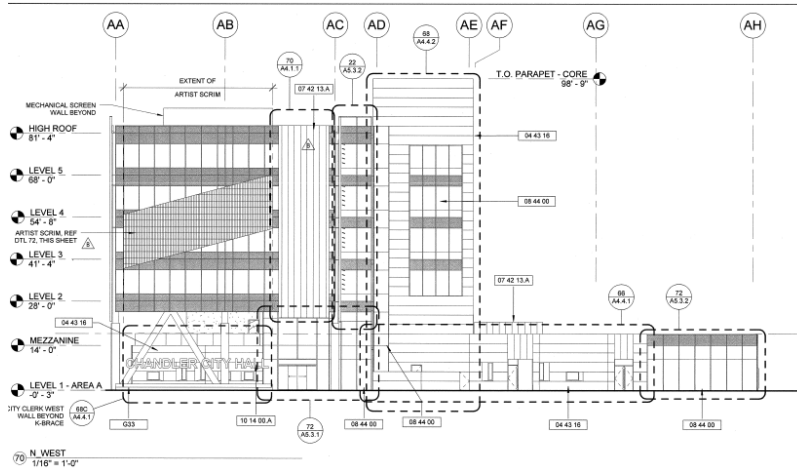 AA
AB
AC
AD
AE
AF
AG
AH
70
A4.1.1
22
A5.3.2
68
A4.4.2
T.O. PARAPET - CORE
98' - 9"
EXTENT OF
ARTIST SCRIM
07 42 13.A
MECHANICAL SCREEN
WALL BEYOND
HIGH ROOF
81' - 4"
04 43 16
B
LEVEL 5
68' - 0"
08 44 00
LEVEL 4
54' - 8"
ARTIST SCRIM, REF
DTL 72, THIS SHEET
B
LEVEL 3
41' - 4"
07 42 13.A
LEVEL 2
28' - 0"
66
A4.4.1
72
A5.3.2
04 43 16
MEZZANINE
14' - 0"
CHANDLER CITY HALL
LEVEL 1 - AREA A
-0' - 3"
CITY CLERK WEST
WALL BEYOND
K-BRACE
68C
A4.4.1
G33
10 14 00.A
72
A5.3.1
08 44 00
08 44 00
04 43 16
08 44 00
70
N_WEST
1/16" = 1'-0"